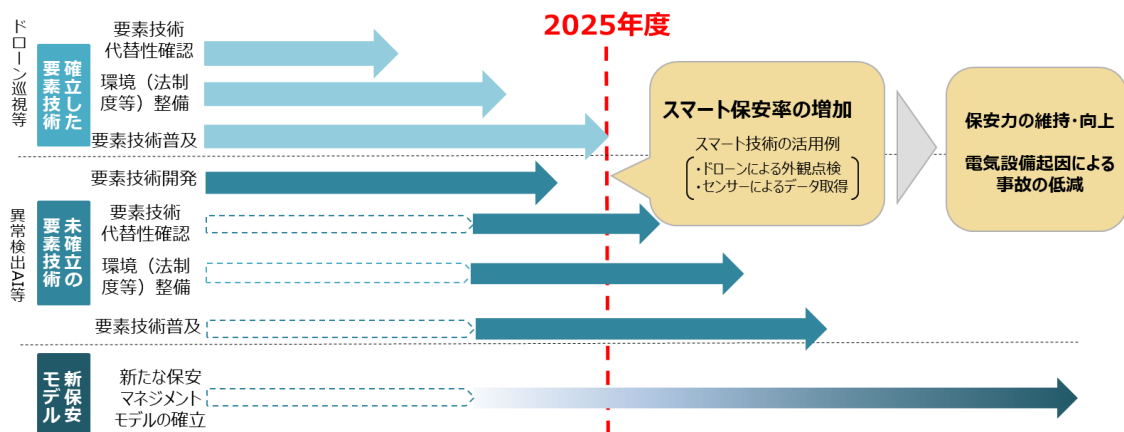 2025年度
ドローン巡視等
確立した
要素技術
要素技術
代替性確認
環境（法制
度等）整備
要素技術普及
スマート保安率の増加
スマート技術の活用例
・ドローンによる外観点検
・センサーによるデータ取得
保安力の維持・向上
電気設備起因による
事故の低減
異常検出AI等
未確立の
要素技術
要素技術開発
要素技術
代替性確認
環境（法制
度等）整備
要素技術普及
新保安
モデル
新たな保安
マネジメント
モデルの確立